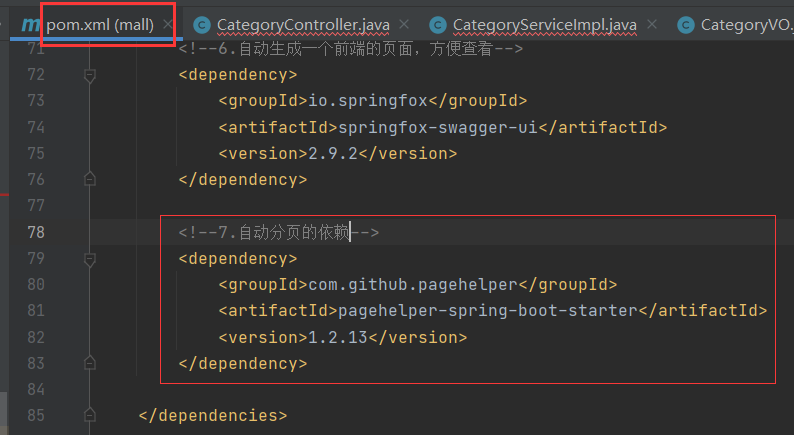 m pom.xml (mall) × C CategoryController.java × C CategoryServiceImpl.java × C CategoryVO.
71 <!--6.自动生成一个前端的页面，方便查看-->
72 <dependency>
73 <groupId>io.springfox</groupId>
74 <artifactId>springfox-swagger-ui</artifactId>
75 <version>2.9.2</version>
76 </dependency>
77
78 <!--7.自动分页的依赖-->
79 <dependency>
80 <groupId>com.github.pagehelper</groupId>
81 <artifactId>pagehelper-spring-boot-starter</artifactId>
82 <version>1.2.13</version>
83 </dependency>
84
85 </dependencies>